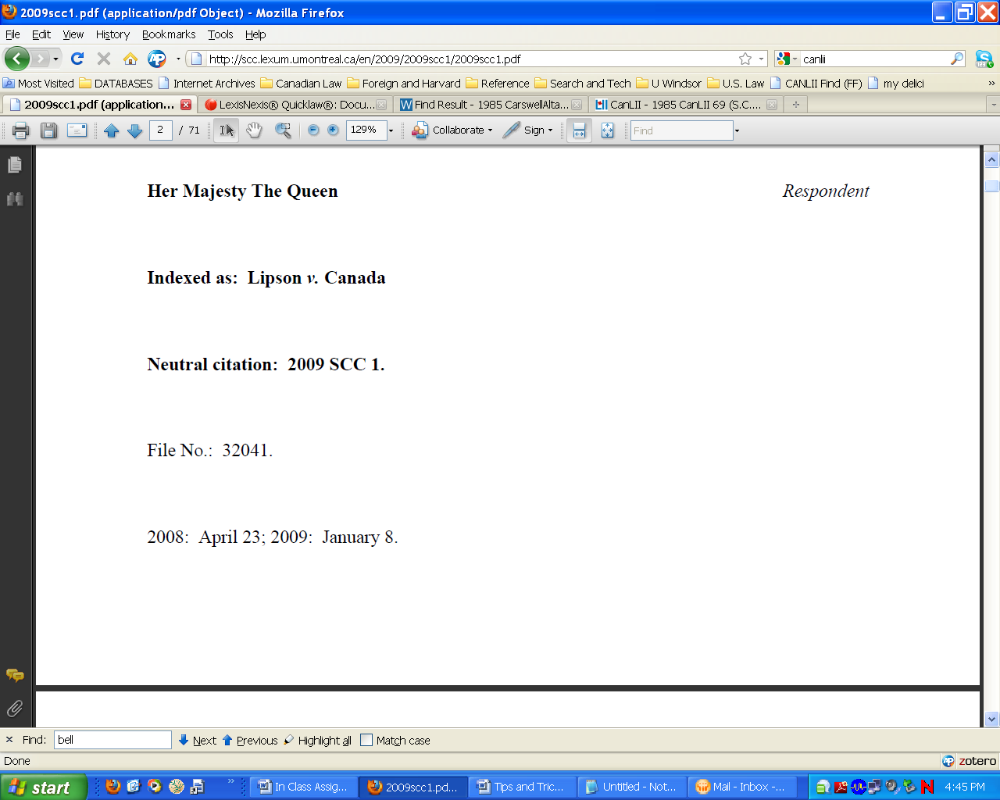 2009scc1.pdf (application/pdf Object) - Mozilla Firefox
File Edit View History Bookmarks Tools Help
http://scc.lexum.umontreal.ca/en/2009/2009scc1/2009scc1.pdf canlii
Most Visited DATABASES Internet Archives Canadian Law Foreign and Harvard Reference Search and Tech U Windsor U.S. Law CANLII Find (FF) my delici »
2009scc1.pdf (application... LexisNexis® Quicklaw®: Docu... Find Result - 1985 CarswellAlta... CanLII - 1985 CanLII 69 (S.C....
2 / 71 129% Collaborate Sign Find
Her Majesty The Queen Respondent
Indexed as: Lipson v. Canada
Neutral citation: 2009 SCC 1.
File No.: 32041.
2008: April 23; 2009: January 8.
Find: bell Next Previous Highlight all Match case
Done zotero
start » In Class Assig... 2009scc1.pd... Tips and Tric... Untitled - Not... Mail - Inbox -... 4:45 PM